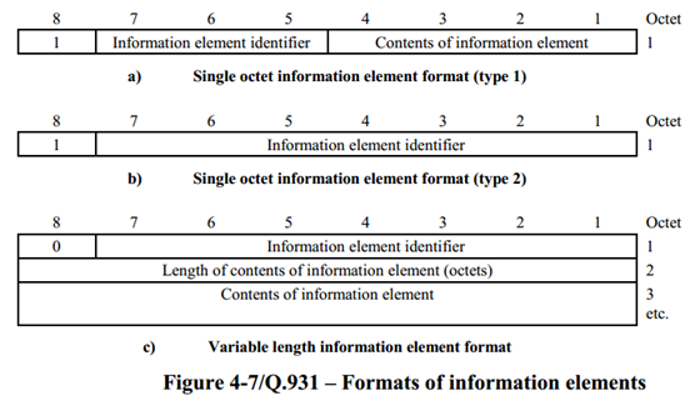 8 7 6 5 4 3 2 1 Octet
1 Information element identifier Contents of information element 1
a) Single octet information element format (type 1)
8 7 6 5 4 3 2 1 Octet
1 Information element identifier 1
b) Single octet information element format (type 2)
8 7 6 5 4 3 2 1 Octet
0 Information element identifier 1
Length of contents of information element (octets) 2
Contents of information element 3
etc.
c) Variable length information element format
Figure 4-7/Q.931 – Formats of information elements